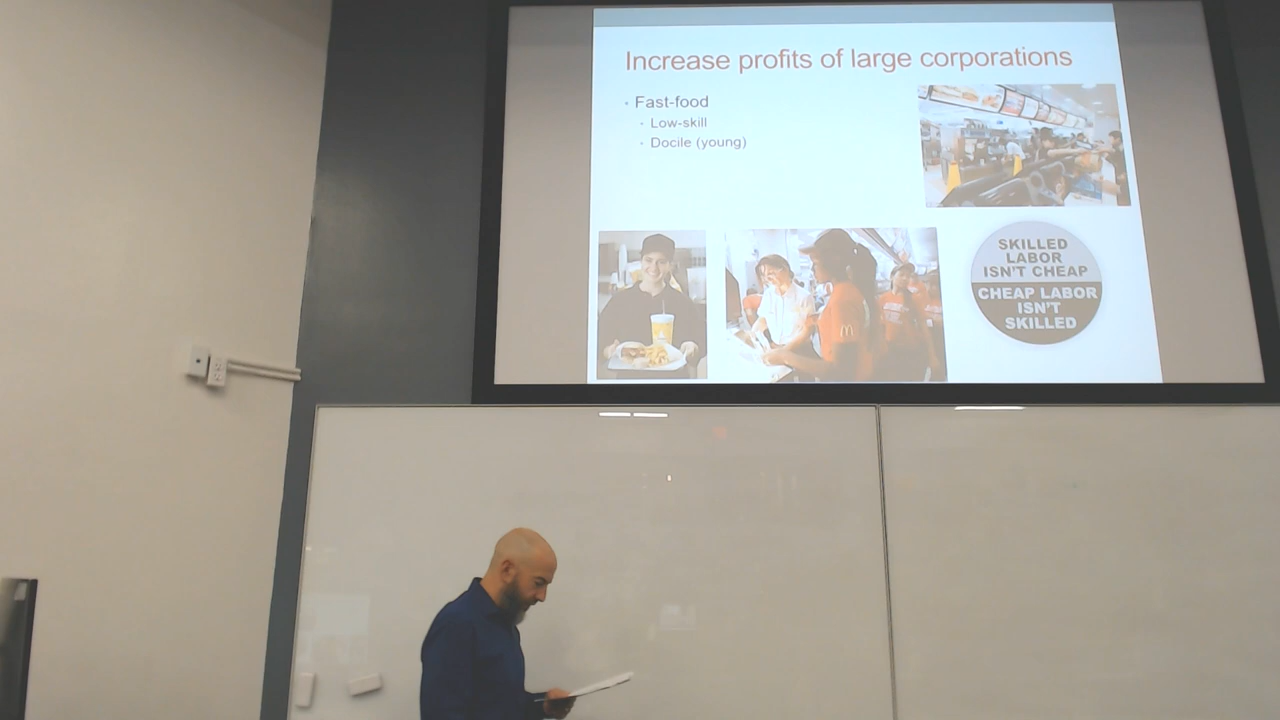 Increase profits of large corporations
• Fast-food
• Low-skill
• Docile (young)
SKILLED
LABOR
ISN'T CHEAP
CHEAP LABOR
ISN'T
SKILLED